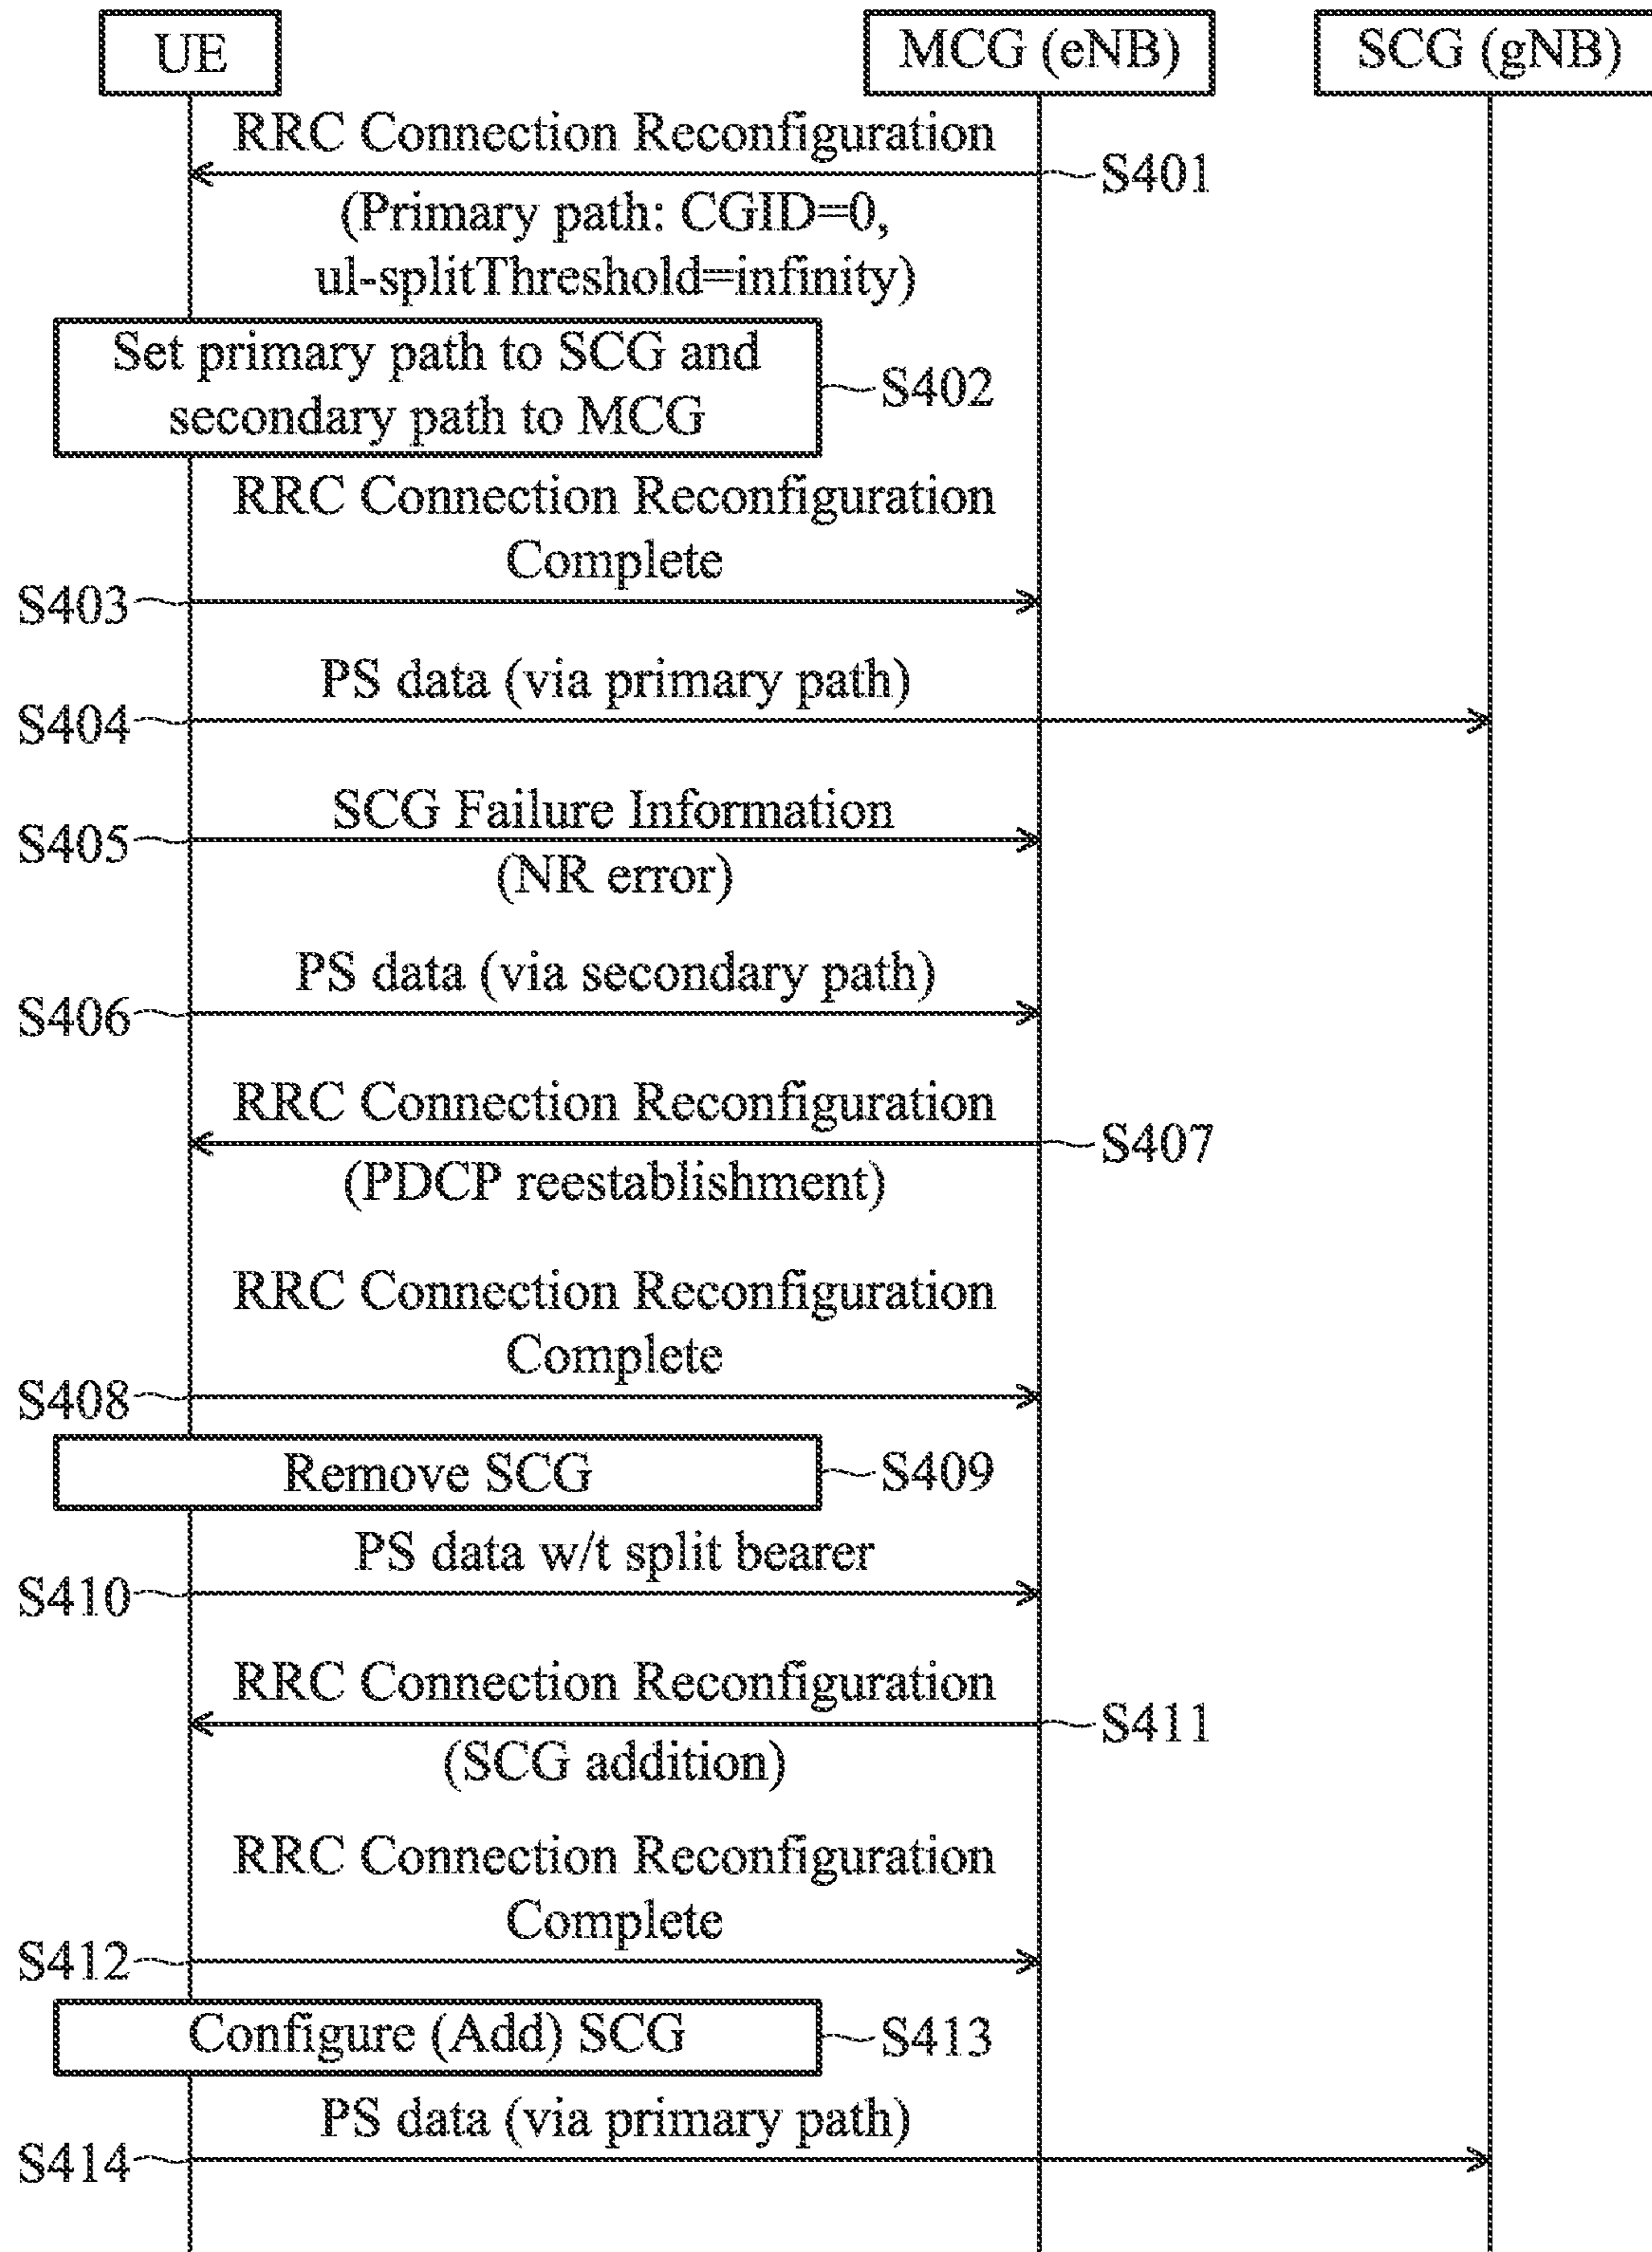 UE
MCG (eNB)
SCG (gNB)
RRC Connection Reconfiguration
S401
(Primary path: CGID=0,
ul-splitThreshold=infinity)
Set primary path to SCG and
secondary path to MCG
S402
RRC Connection Reconfiguration
Complete
S403
PS data (via primary path)
S404
SCG Failure Information
S405
(NR error)
PS data (via secondary path)
S406
RRC Connection Reconfiguration
S407
(PDCP reestablishment)
RRC Connection Reconfiguration
Complete
S408
Remove SCG
S409
PS data w/t split bearer
S410
RRC Connection Reconfiguration
S411
(SCG addition)
RRC Connection Reconfiguration
Complete
S412
Configure (Add) SCG
S413
PS data (via primary path)
S414